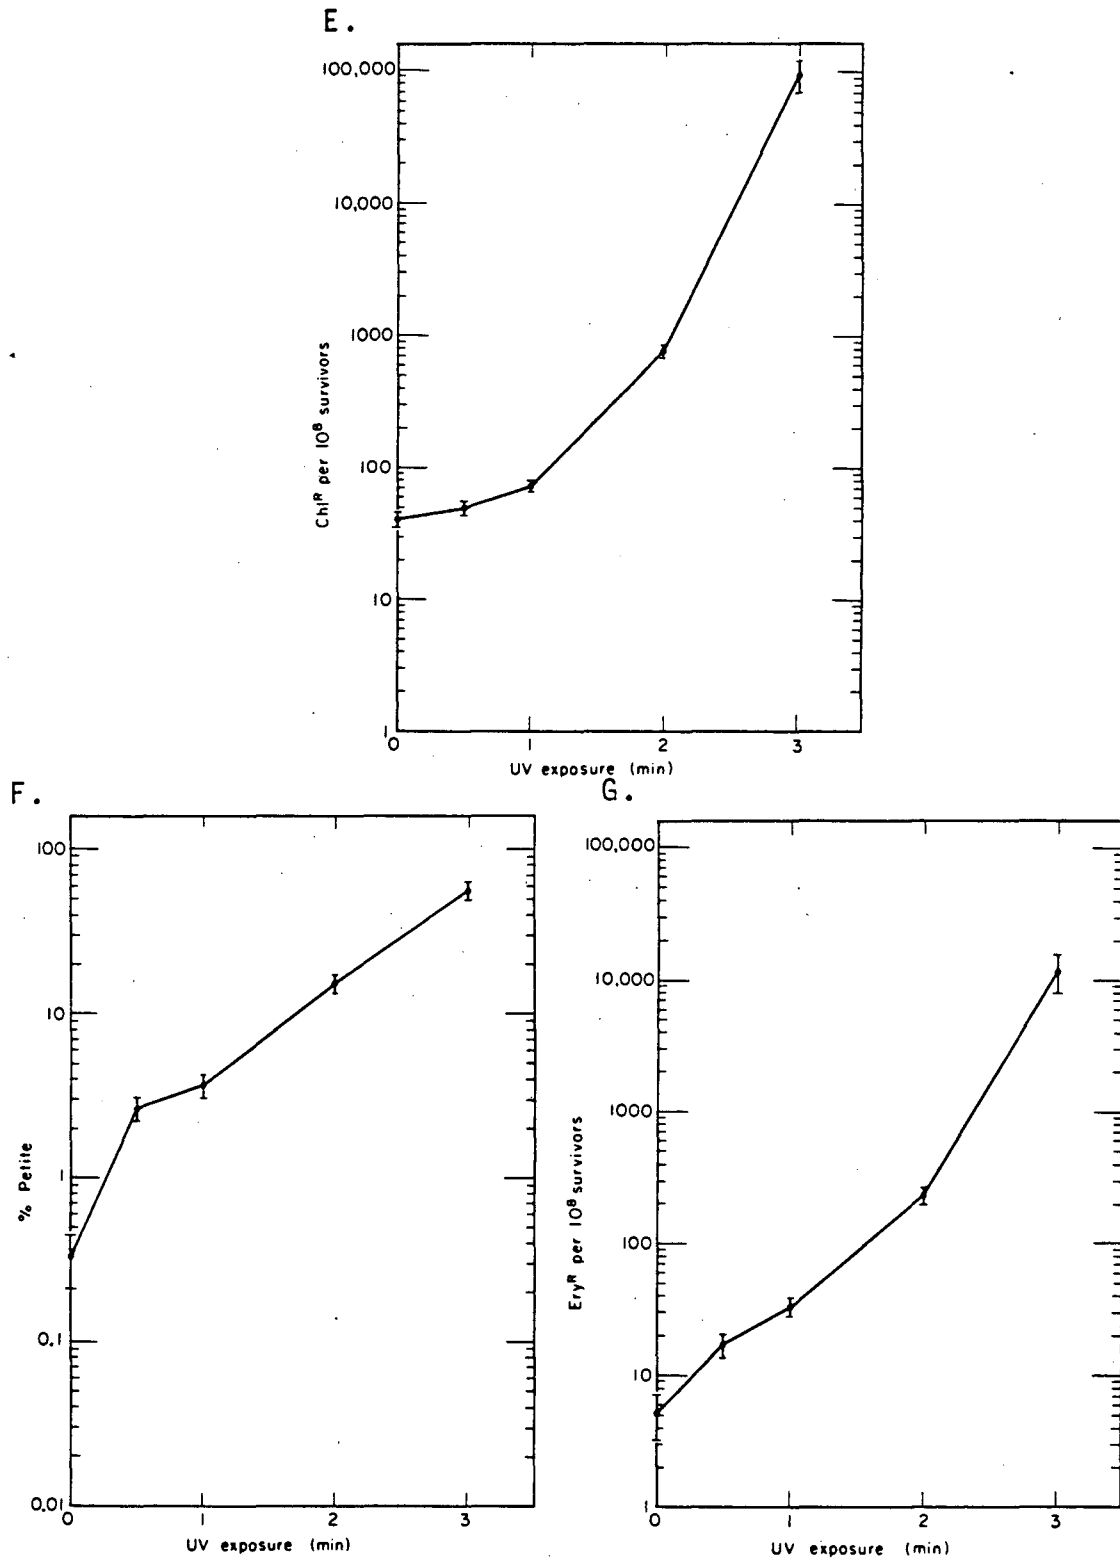 E.
100,000
10,000
1000
100
10
1
Chlᴿ per 10⁸ survivors
0 1 2 3
UV exposure (min)
F.
100
10
1
0.1
0.01
% Petite
0 1 2 3
UV exposure (min)
G.
100,000
10,000
1000
100
10
1
Eryᴿ per 10⁸ survivors
0 1 2 3
UV exposure (min)